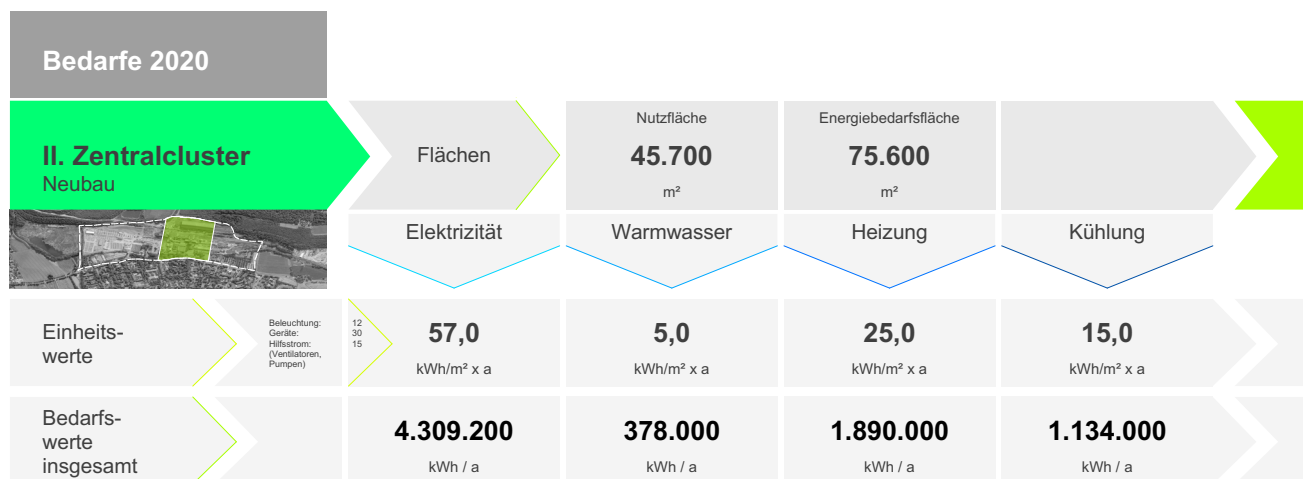 Bedarfe 2020
II. Zentralcluster
Neubau
Flächen
Nutzfläche
45.700
m²
Energiebedarfsfläche
75.600
m²
Elektrizität
Warmwasser
Heizung
Kühlung
Einheits-
werte
Beleuchtung: 12
Geräte: 30
Hilfsstrom: 15
(Ventilatoren,
Pumpen)
57,0
kWh/m² x a
5,0
kWh/m² x a
25,0
kWh/m² x a
15,0
kWh/m² x a
Bedarfs-
werte
insgesamt
4.309.200
kWh / a
378.000
kWh / a
1.890.000
kWh / a
1.134.000
kWh / a